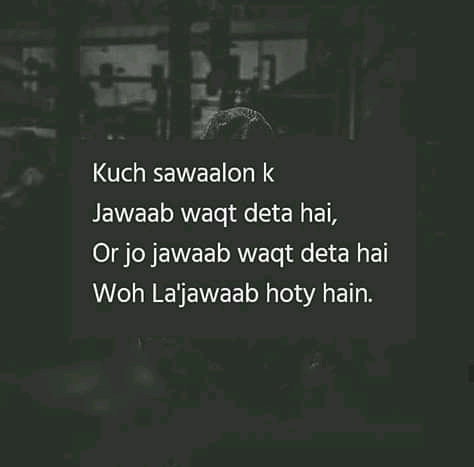 Kuch sawaalon k
Jawaab waqt deta hai,
Or jo jawaab waqt deta hai
Woh La'jawaab hoty hain.